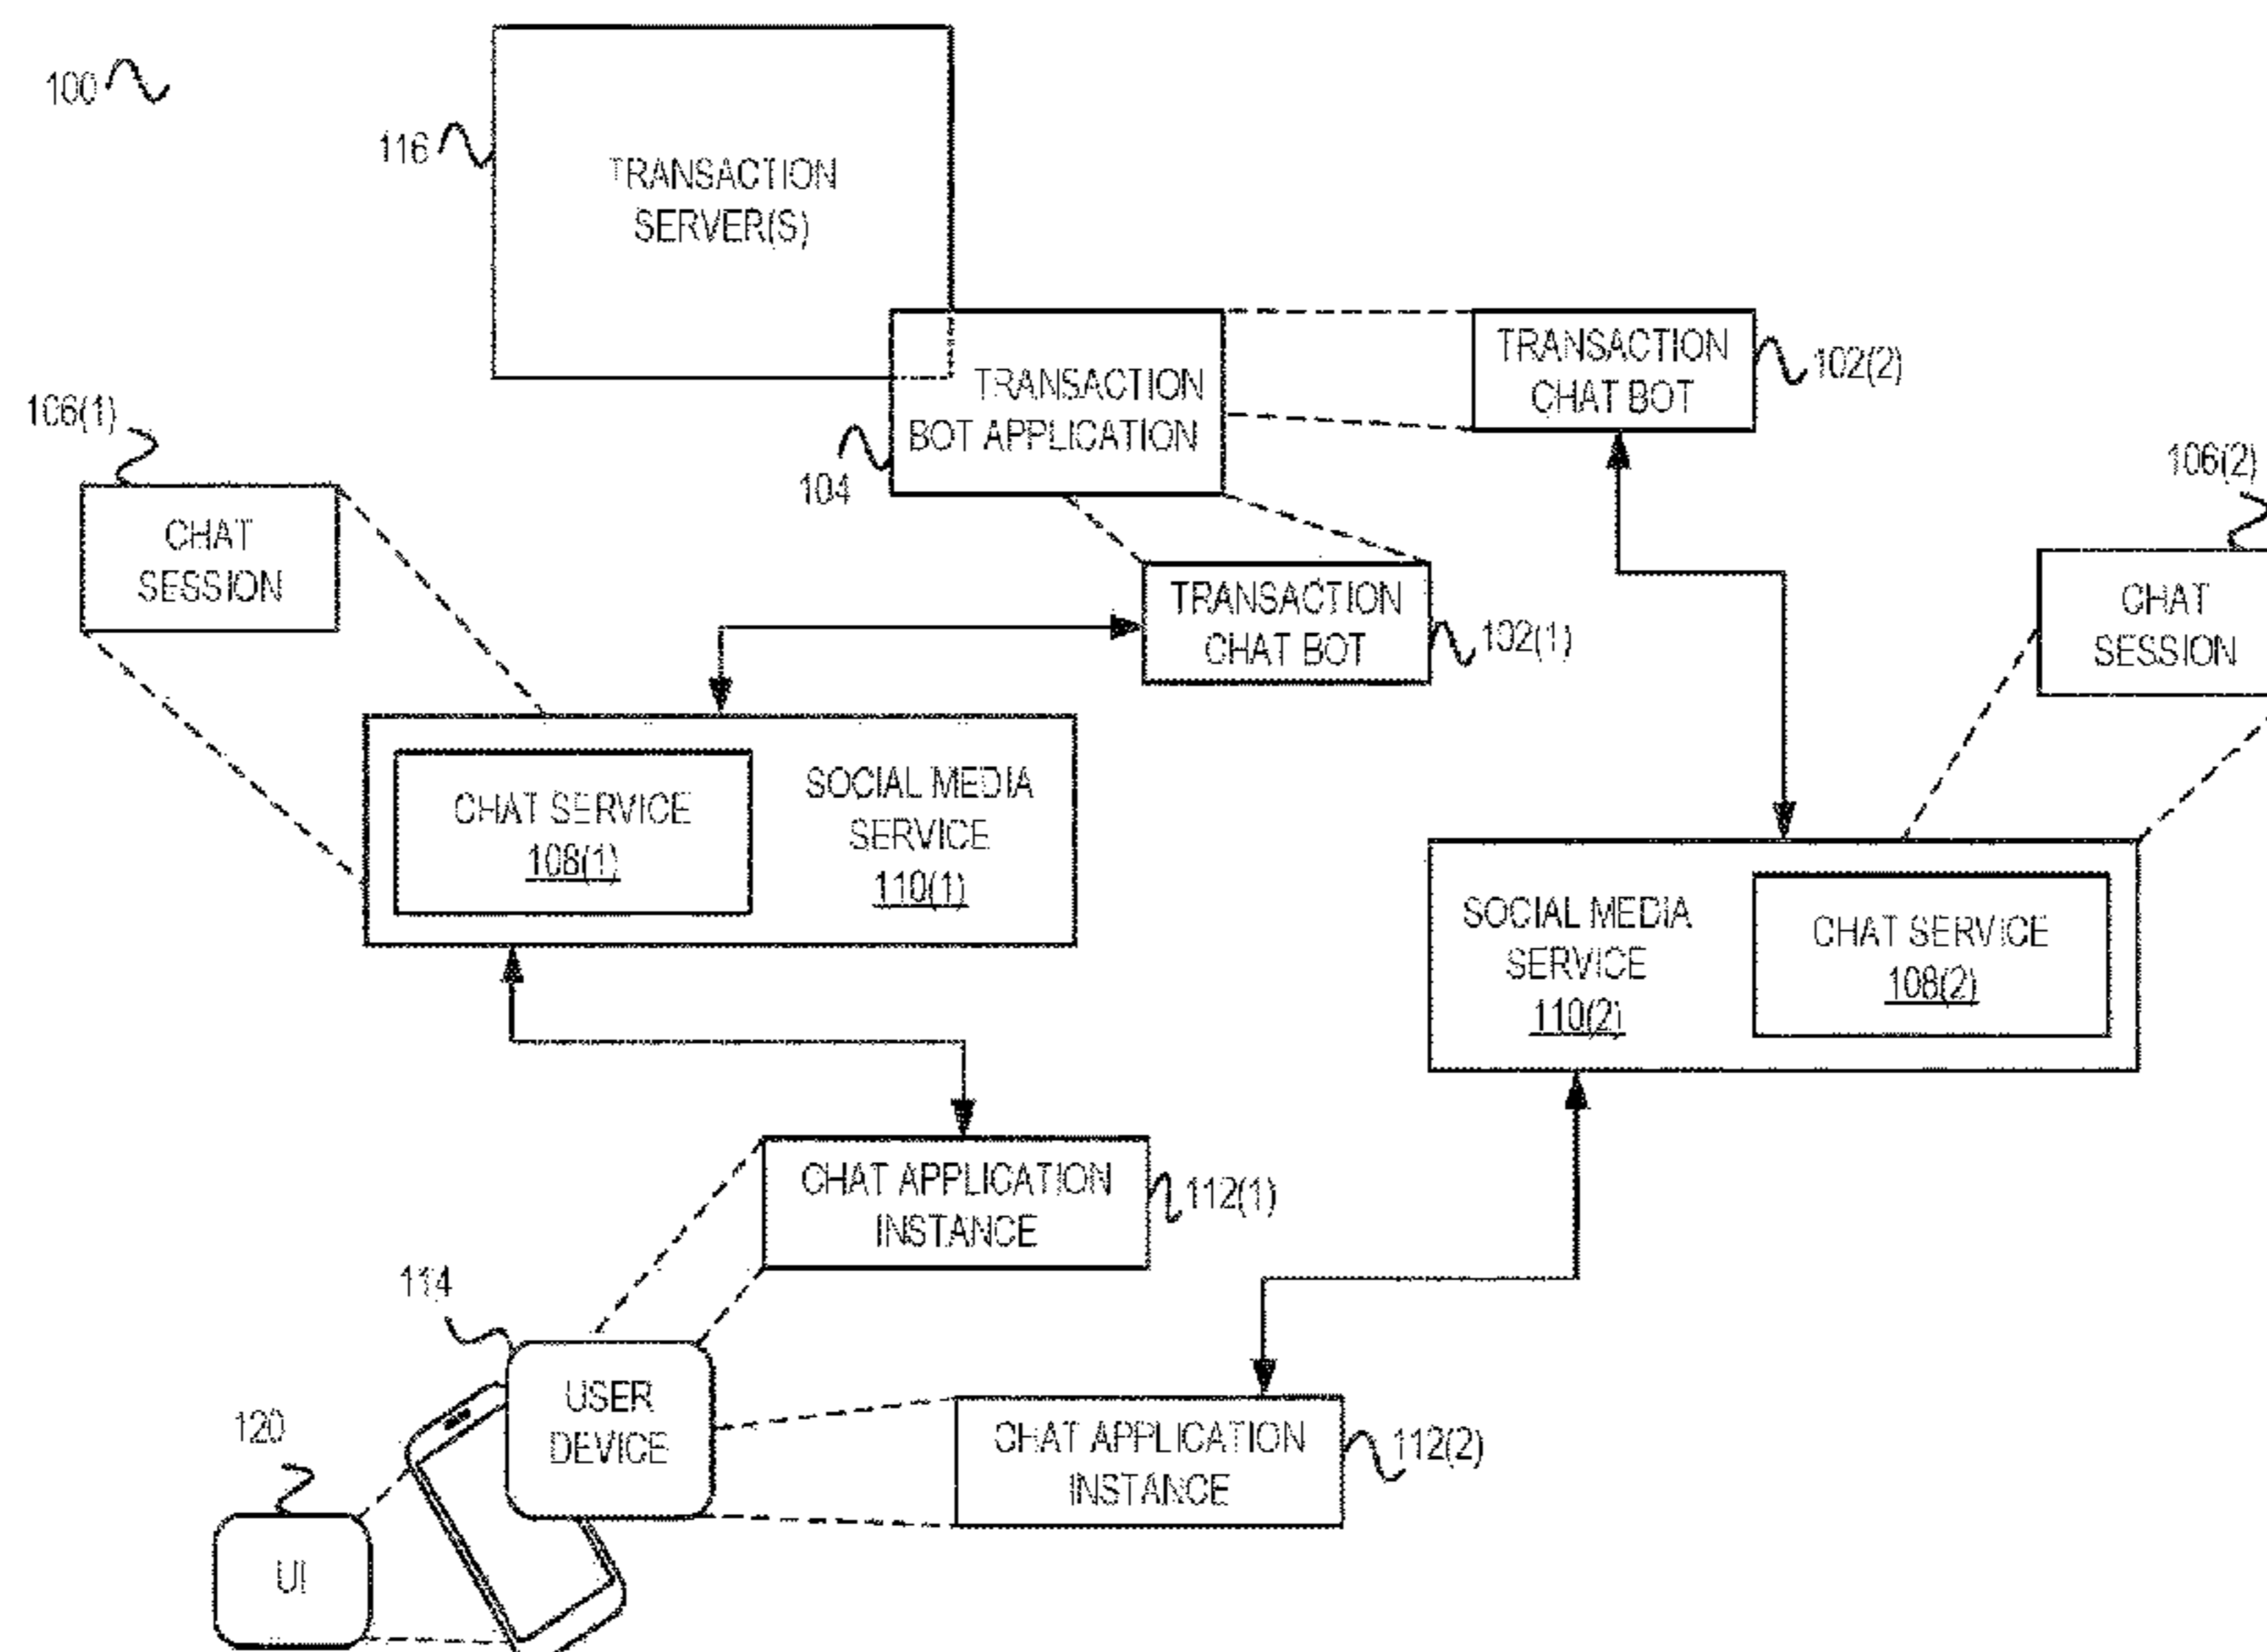 100
116
TRANSACTION
SERVER(S)
TRANSACTION
BOT APPLICATION
104
TRANSACTION
CHAT BOT
102(2)
106(1)
CHAT
SESSION
106(2)
CHAT
SESSION
TRANSACTION
CHAT BOT
102(1)
CHAT SERVICE
108(1)
SOCIAL MEDIA
SERVICE
110(1)
SOCIAL MEDIA
SERVICE
110(2)
CHAT SERVICE
108(2)
CHAT APPLICATION
INSTANCE
112(1)
114
USER
DEVICE
CHAT APPLICATION
INSTANCE
112(2)
120
UI